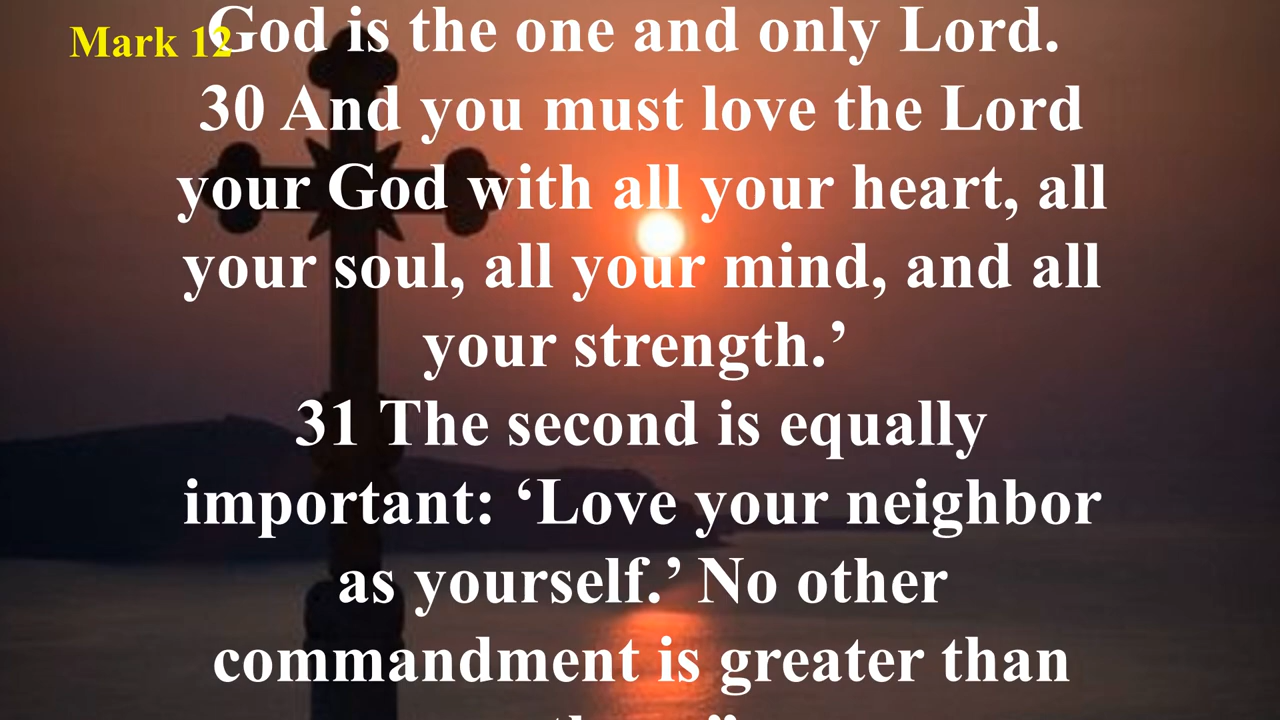 Mark 12
God is the one and only Lord.
30 And you must love the Lord
your God with all your heart, all
your soul, all your mind, and all
your strength.’
31 The second is equally
important: ‘Love your neighbor
as yourself.’ No other
commandment is greater than